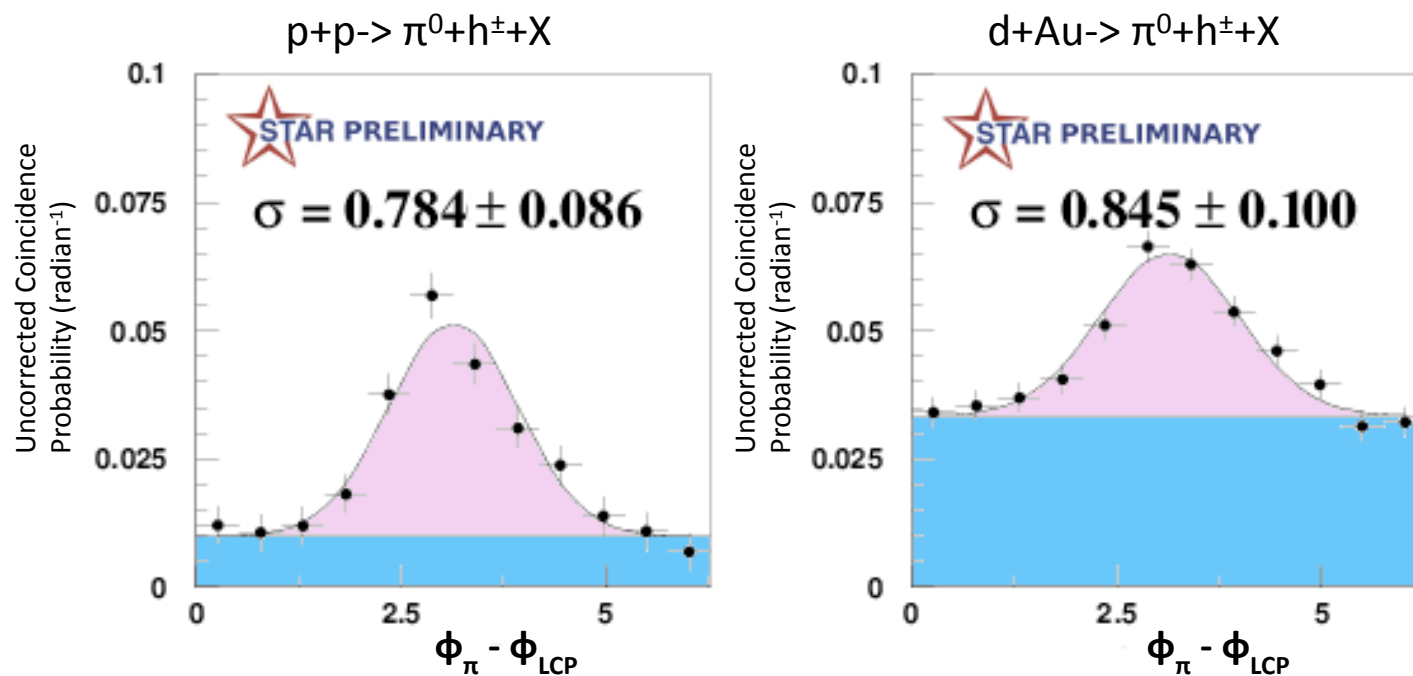 p+p-> π⁰+h±+X
0.1
0.075
0.05
0.025
0
0
2.5
5
STAR PRELIMINARY
σ = 0.784 ± 0.086
Uncorrected Coincidence
Probability (radian⁻¹)
ϕπ - ϕLCP
d+Au-> π⁰+h±+X
0.1
0.075
0.05
0.025
0
0
2.5
5
STAR PRELIMINARY
σ = 0.845 ± 0.100
Uncorrected Coincidence
Probability (radian⁻¹)
ϕπ - ϕLCP